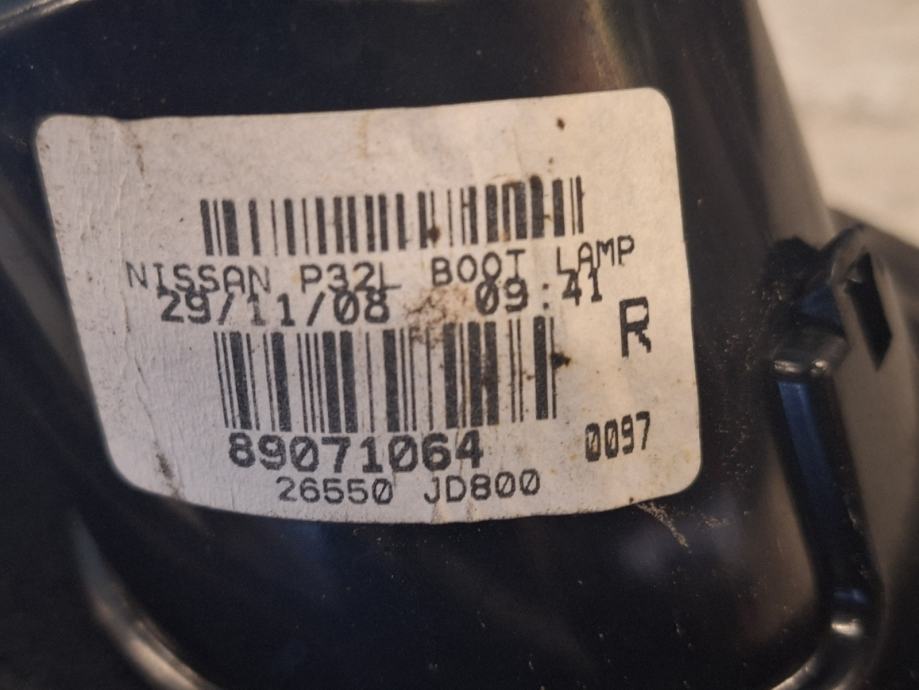 NISSAN P32L BOOT LAMP
29/11/08 09:41
R
89071064
0097
26550 JD800